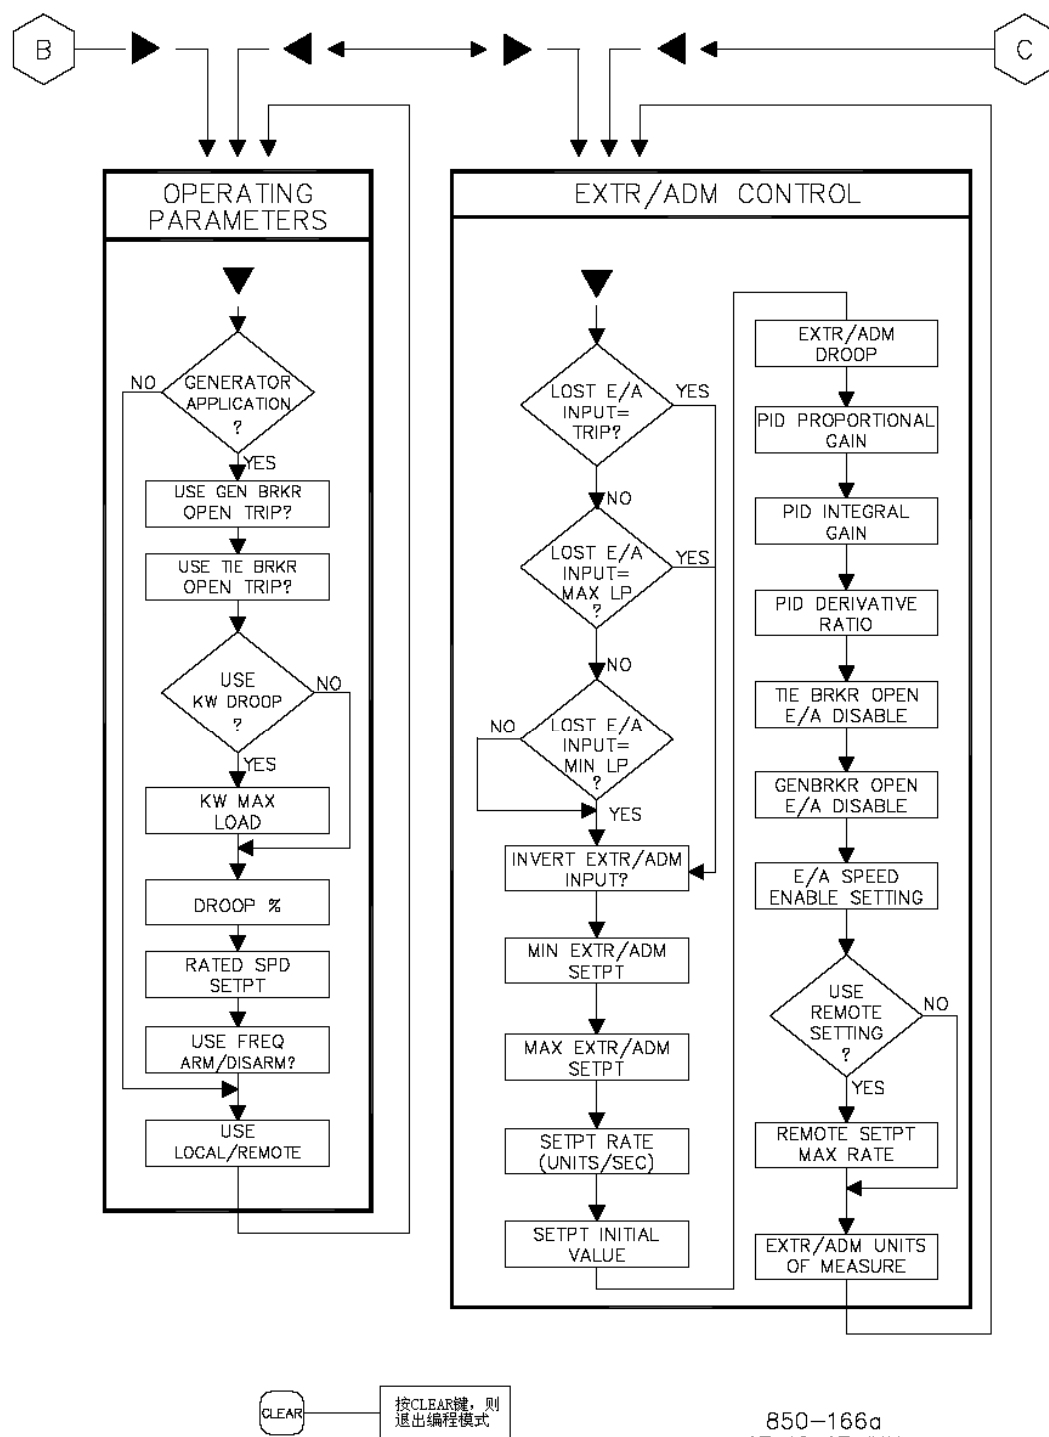 B
C
OPERATING
PARAMETERS
GENERATOR
APPLICATION
?
NO
YES
USE GEN BRKR
OPEN TRIP?
USE TIE BRKR
OPEN TRIP?
USE
KW DROOP
?
NO
YES
KW MAX
LOAD
DROOP %
RATED SPD
SETPT
USE FREQ
ARM/DISARM?
USE
LOCAL/REMOTE
EXTR/ADM CONTROL
LOST E/A
INPUT=
TRIP?
YES
NO
LOST E/A
INPUT=
MAX LP
?
YES
NO
LOST E/A
INPUT=
MIN LP
?
NO
YES
INVERT EXTR/ADM
INPUT?
MIN EXTR/ADM
SETPT
MAX EXTR/ADM
SETPT
SETPT RATE
(UNITS/SEC)
SETPT INITIAL
VALUE
EXTR/ADM
DROOP
PID PROPORTIONAL
GAIN
PID INTEGRAL
GAIN
PID DERIVATIVE
RATIO
TIE BRKR OPEN
E/A DISABLE
GENBRKR OPEN
E/A DISABLE
E/A SPEED
ENABLE SETTING
USE
REMOTE
SETTING
?
NO
YES
REMOTE SETPT
MAX RATE
EXTR/ADM UNITS
OF MEASURE
CLEAR
按CLEAR键，则
退出编程模式
850-166a